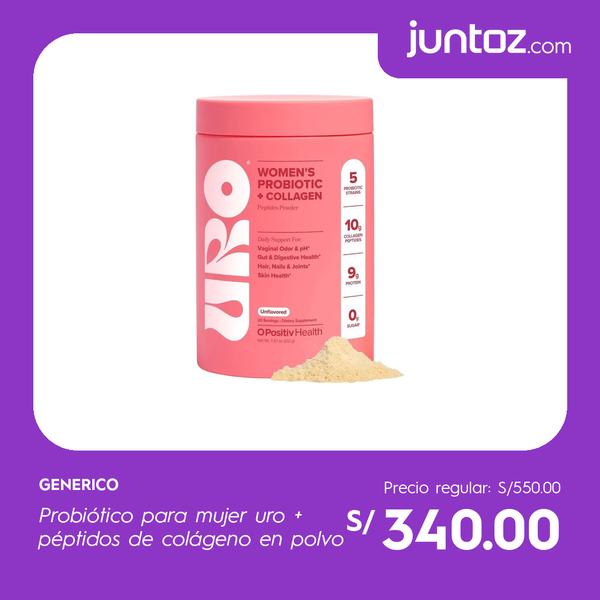 juntoz.com
URO
WOMEN'S
PROBIOTIC
+ COLLAGEN
Peptides Powder
Daily Support For:
Vaginal Odor & pH*
Gut & Digestive Health*
Hair, Nails & Joints*
Skin Health*
Unflavored
OPositiv Health
5
PROBIOTIC
STRAINS
10g
COLLAGEN
PEPTIDES
9g
PROTEIN
0g
SUGAR
GENERICO
Probiótico para mujer uro +
péptidos de colágeno en polvo
Precio regular: S/550.00
S/ 340.00